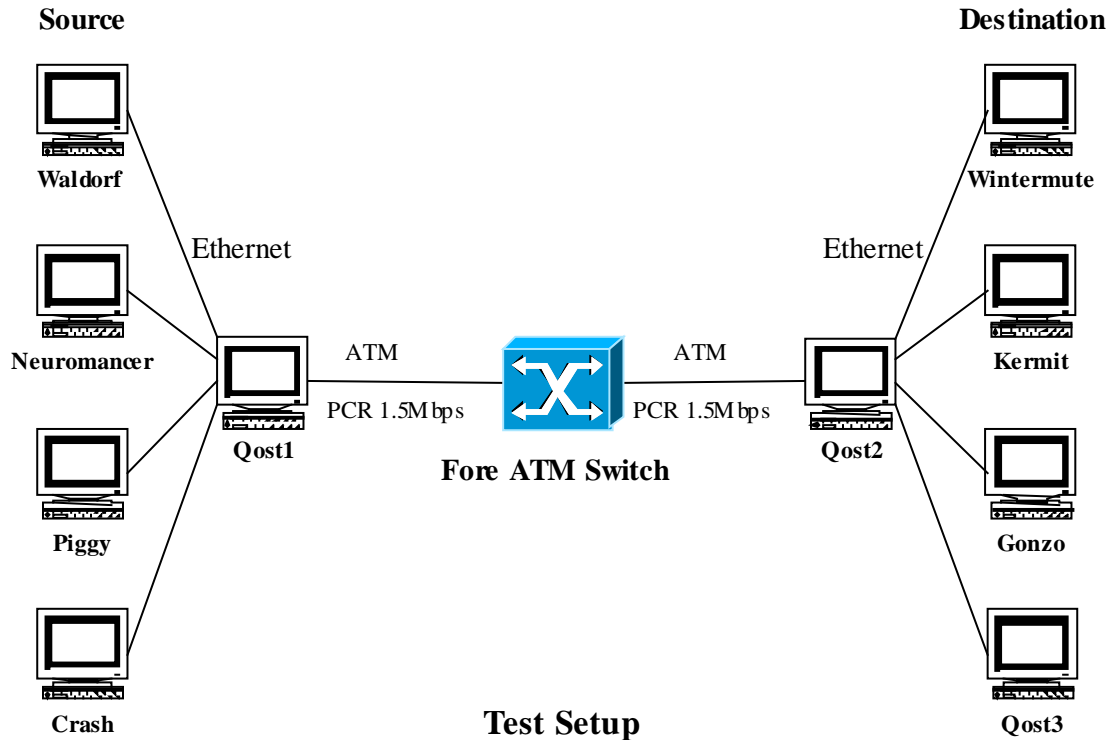 Source
Destination
Waldorf
Wintermute
Ethernet
Ethernet
Neuromancer
Kermit
ATM
ATM
PCR 1.5Mbps
PCR 1.5Mbps
Qost1
Qost2
Fore ATM Switch
Piggy
Gonzo
Crash
Test Setup
Qost3